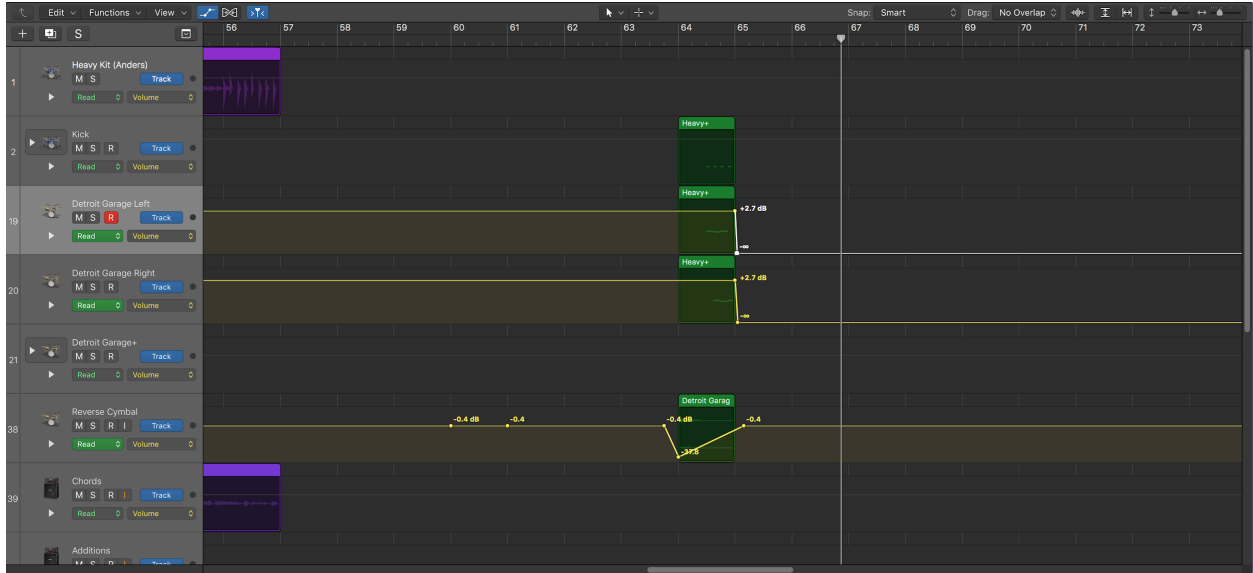 Edit Functions View Snap: Smart Drag: No Overlap
S 56 57 58 59 60 61 62 63 64 65 66 67 68 69 70 71 72 73
1 Heavy Kit (Anders)
M S Track
Read Volume
2 Kick Heavy+
M S R Track
Read Volume
19 Detroit Garage Left Heavy+
M S R Track +2.7 dB
Read Volume -∞
20 Detroit Garage Right Heavy+
M S R Track +2.7 dB
Read Volume -∞
21 Detroit Garage+
M S R Track
Read Volume
38 Reverse Cymbal Detroit Garag
M S R I Track -0.4 dB -0.4 -0.4 dB -0.4
Read Volume -37.8
39 Chords
M S R I Track
Read Volume
Additions
M S R I Track